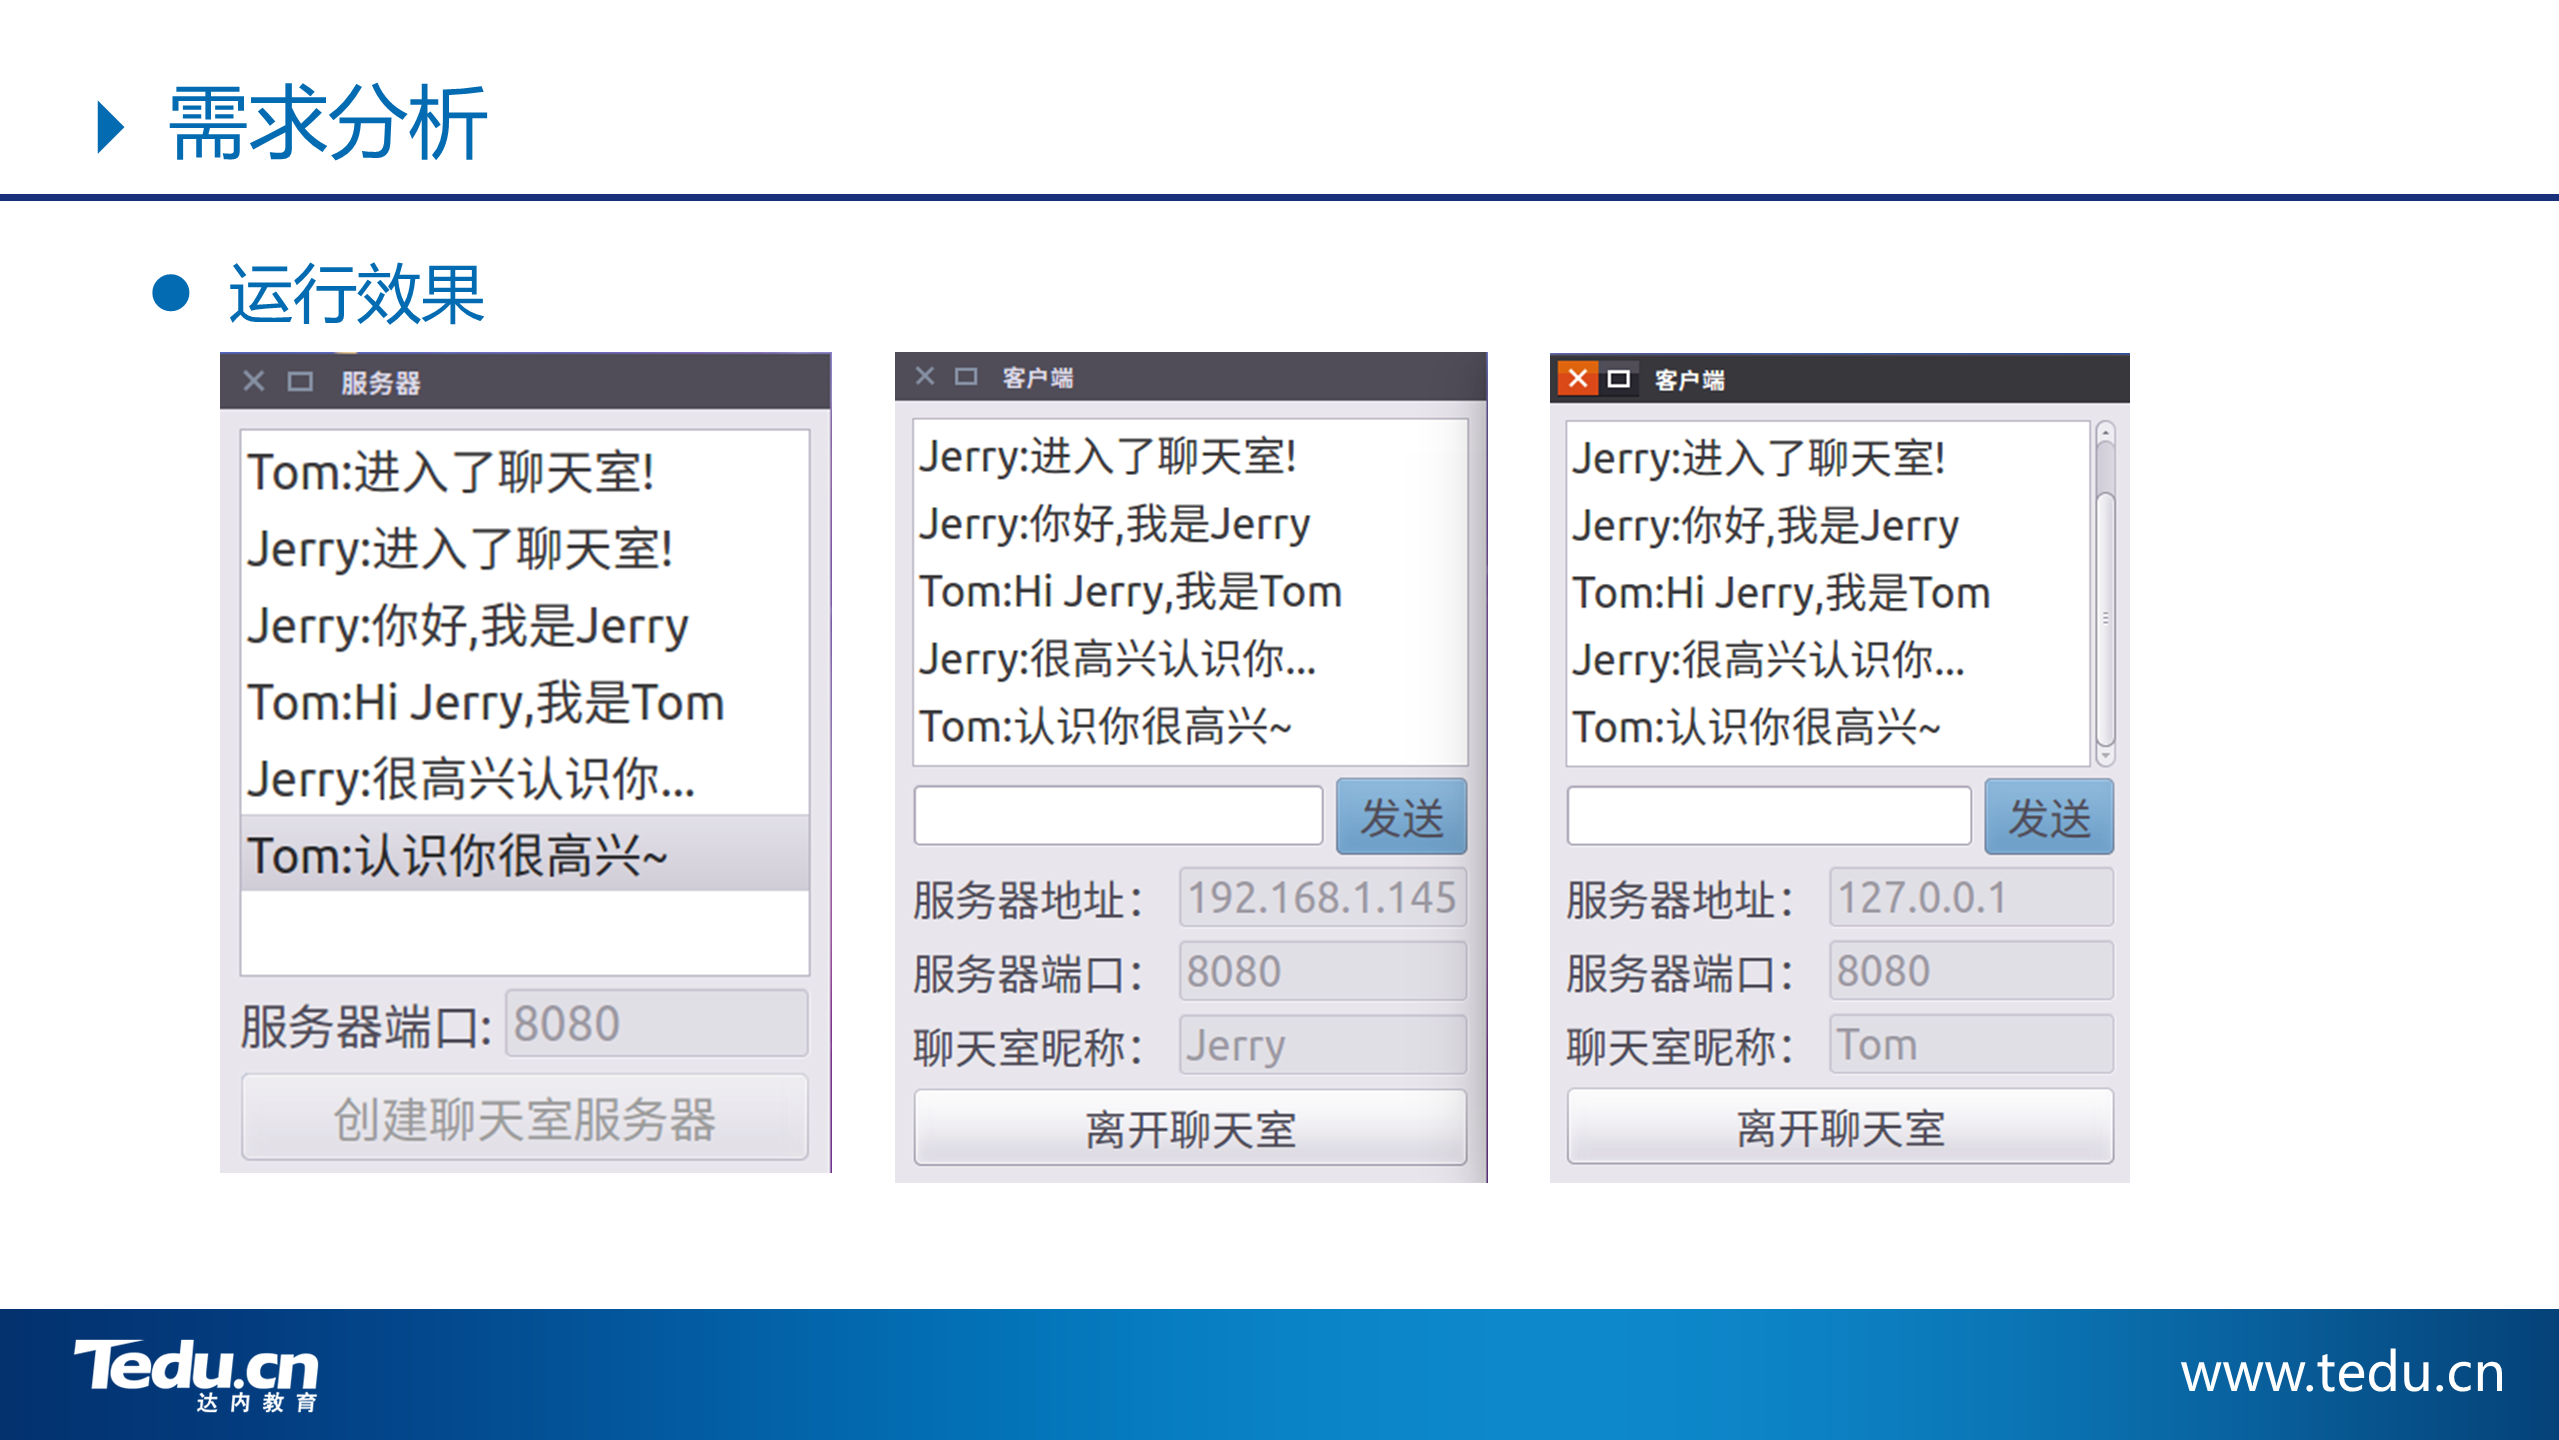 需求分析
运行效果
服务器
Tom:进入了聊天室!
Jerry:进入了聊天室!
Jerry:你好,我是Jerry
Tom:Hi Jerry,我是Tom
Jerry:很高兴认识你...
Tom:认识你很高兴~
服务器端口: 8080
创建聊天室服务器
客户端
Jerry:进入了聊天室!
Jerry:你好,我是Jerry
Tom:Hi Jerry,我是Tom
Jerry:很高兴认识你...
Tom:认识你很高兴~
发送
服务器地址： 192.168.1.145
服务器端口： 8080
聊天室昵称： Jerry
离开聊天室
客户端
Jerry:进入了聊天室!
Jerry:你好,我是Jerry
Tom:Hi Jerry,我是Tom
Jerry:很高兴认识你...
Tom:认识你很高兴~
发送
服务器地址： 127.0.0.1
服务器端口： 8080
聊天室昵称： Tom
离开聊天室
Tedu.cn
达内教育
www.tedu.cn